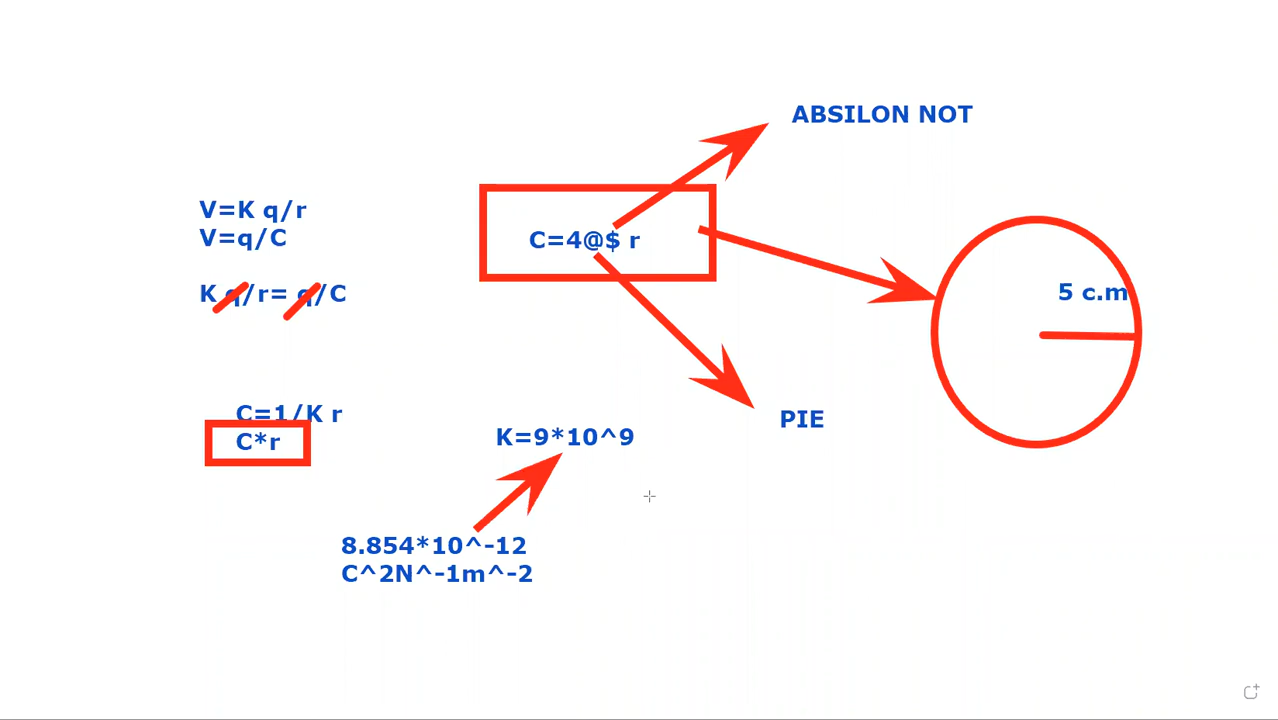 ABSILON NOT
V=K q/r
V=q/C
C=4@$ r
K q/r= q/C
5 c.m
C=1/K r
C*r
PIE
K=9*10^9
8.854*10^-12
C^2N^-1m^-2